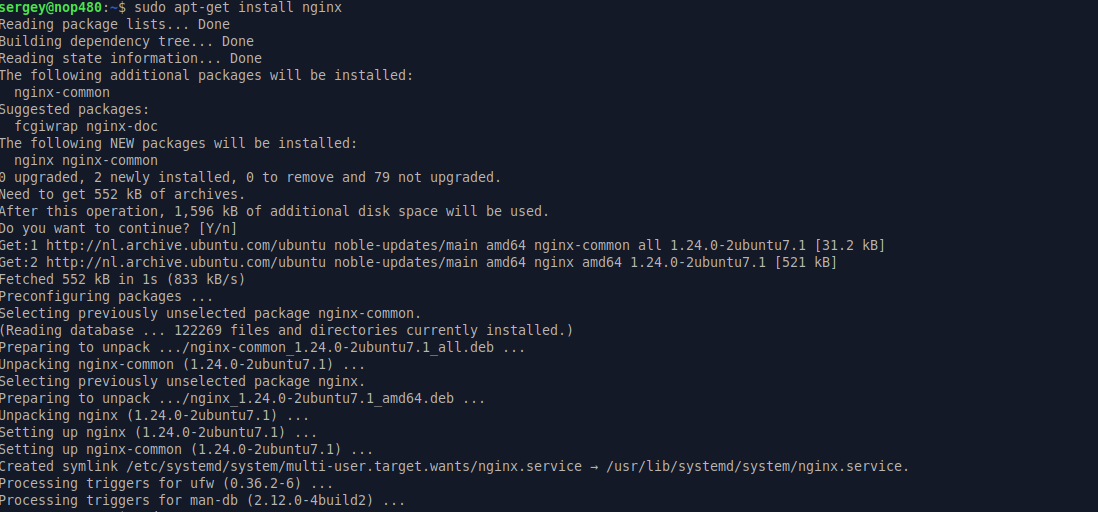 sergey@nop480:~$ sudo apt-get install nginx
Reading package lists... Done
Building dependency tree... Done
Reading state information... Done
The following additional packages will be installed:
  nginx-common
Suggested packages:
  fcgiwrap nginx-doc
The following NEW packages will be installed:
  nginx nginx-common
0 upgraded, 2 newly installed, 0 to remove and 79 not upgraded.
Need to get 552 kB of archives.
After this operation, 1,596 kB of additional disk space will be used.
Do you want to continue? [Y/n]
Get:1 http://nl.archive.ubuntu.com/ubuntu noble-updates/main amd64 nginx-common all 1.24.0-2ubuntu7.1 [31.2 kB]
Get:2 http://nl.archive.ubuntu.com/ubuntu noble-updates/main amd64 nginx amd64 1.24.0-2ubuntu7.1 [521 kB]
Fetched 552 kB in 1s (833 kB/s)
Preconfiguring packages ...
Selecting previously unselected package nginx-common.
(Reading database ... 122269 files and directories currently installed.)
Preparing to unpack .../nginx-common_1.24.0-2ubuntu7.1_all.deb ...
Unpacking nginx-common (1.24.0-2ubuntu7.1) ...
Selecting previously unselected package nginx.
Preparing to unpack .../nginx_1.24.0-2ubuntu7.1_amd64.deb ...
Unpacking nginx (1.24.0-2ubuntu7.1) ...
Setting up nginx (1.24.0-2ubuntu7.1) ...
Setting up nginx-common (1.24.0-2ubuntu7.1) ...
Created symlink /etc/systemd/system/multi-user.target.wants/nginx.service → /usr/lib/systemd/system/nginx.service.
Processing triggers for ufw (0.36.2-6) ...
Processing triggers for man-db (2.12.0-4build2) ...